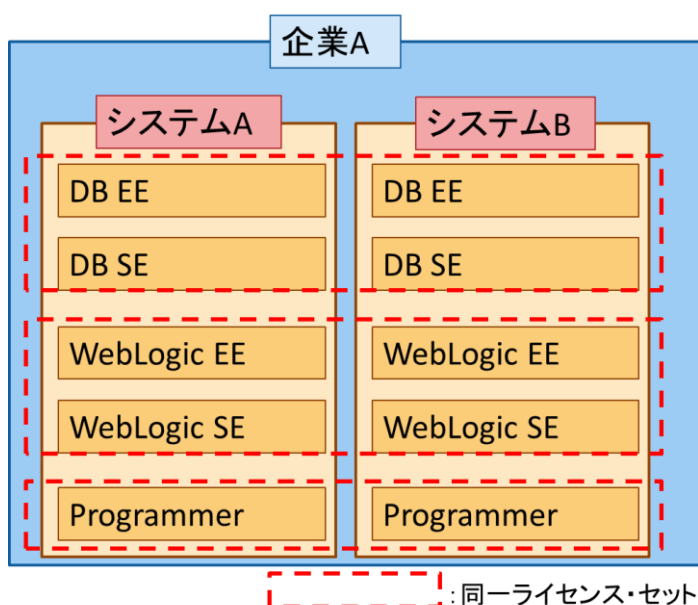 企業A
システムA
DB EE
DB SE
WebLogic EE
WebLogic SE
Programmer
システムB
DB EE
DB SE
WebLogic EE
WebLogic SE
Programmer
:同一ライセンス・セット